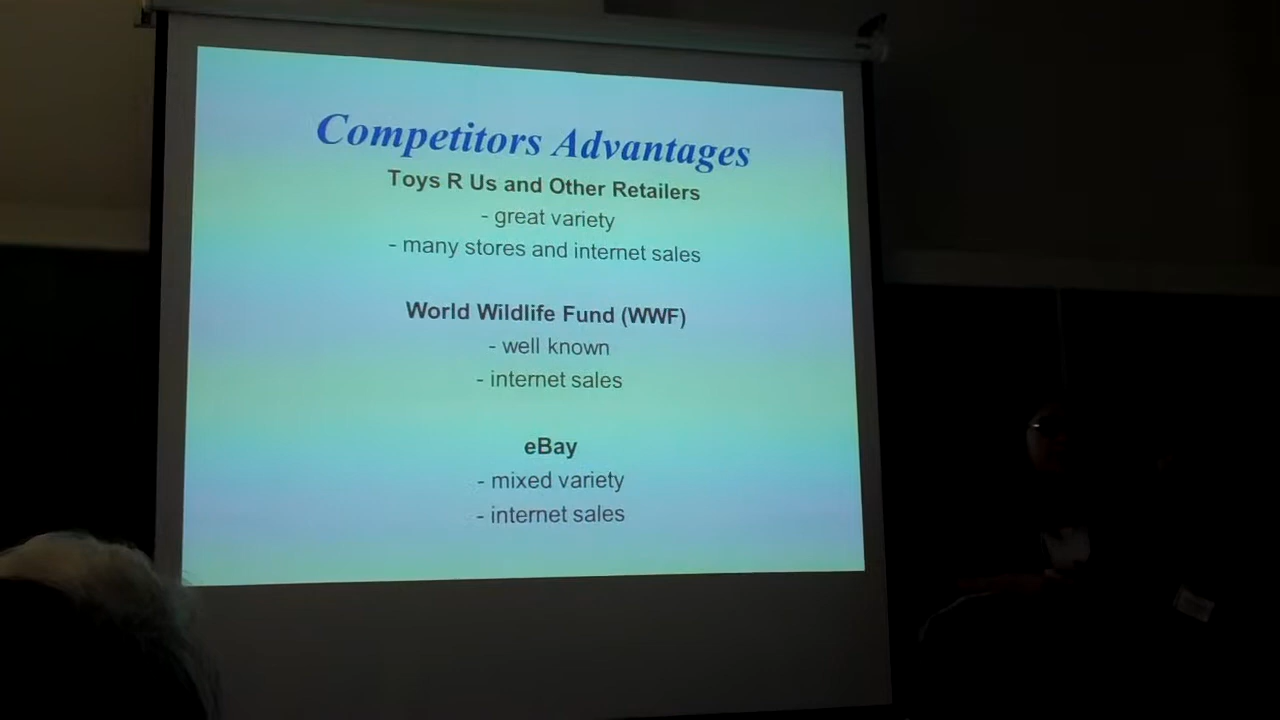 Competitors Advantages
Toys R Us and Other Retailers
- great variety
- many stores and internet sales
World Wildlife Fund (WWF)
- well known
- internet sales
eBay
- mixed variety
- internet sales